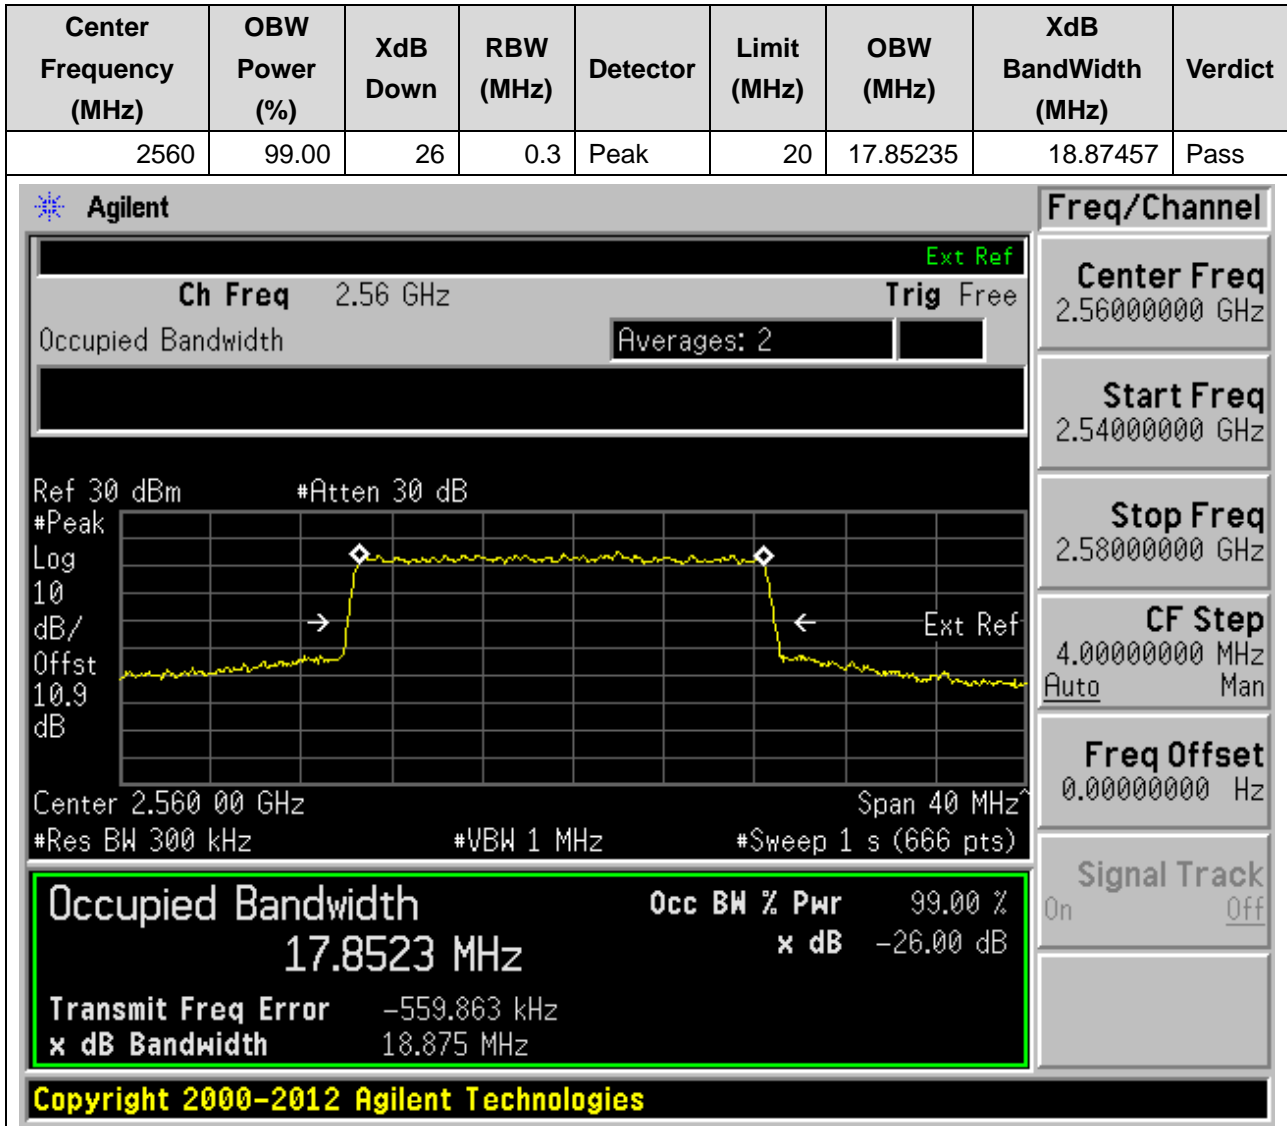 Center Frequency (MHz) OBW Power (%) XdB Down RBW (MHz) Detector Limit (MHz) OBW (MHz) XdB BandWidth (MHz) Verdict
2560 99.00 26 0.3 Peak 20 17.85235 18.87457 Pass
Agilent
Freq/Channel
Ext Ref
Ch Freq 2.56 GHz Trig Free
Occupied Bandwidth Averages: 2
Ref 30 dBm #Atten 30 dB
#Peak
Log
10
dB/
Offst
10.9
dB
Ext Ref
Center 2.560 00 GHz Span 40 MHz^
#Res BW 300 kHz #VBW 1 MHz #Sweep 1 s (666 pts)
Occupied Bandwidth Occ BW % Pwr 99.00 %
17.8523 MHz x dB -26.00 dB
Transmit Freq Error -559.863 kHz
x dB Bandwidth 18.875 MHz
Center Freq
2.56000000 GHz
Start Freq
2.54000000 GHz
Stop Freq
2.58000000 GHz
CF Step
4.00000000 MHz
Auto Man
Freq Offset
0.00000000 Hz
Signal Track
On Off
Copyright 2000-2012 Agilent Technologies